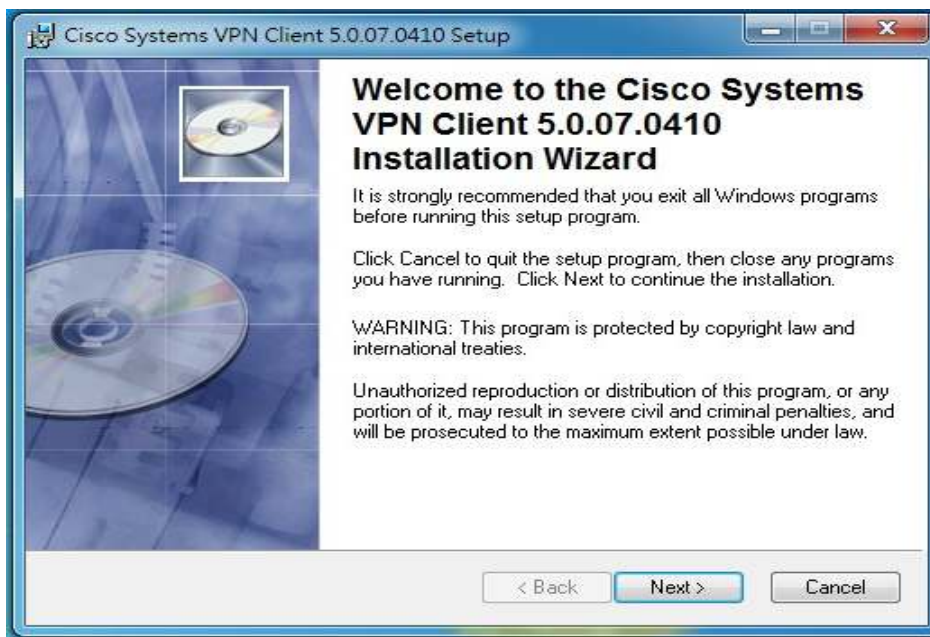 Cisco Systems VPN Client 5.0.07.0410 Setup
Welcome to the Cisco Systems
VPN Client 5.0.07.0410
Installation Wizard
It is strongly recommended that you exit all Windows programs
before running this setup program.
Click Cancel to quit the setup program, then close any programs
you have running.  Click Next to continue the installation.
WARNING: This program is protected by copyright law and
international treaties.
Unauthorized reproduction or distribution of this program, or any
portion of it, may result in severe civil and criminal penalties, and
will be prosecuted to the maximum extent possible under law.
< Back Next > Cancel